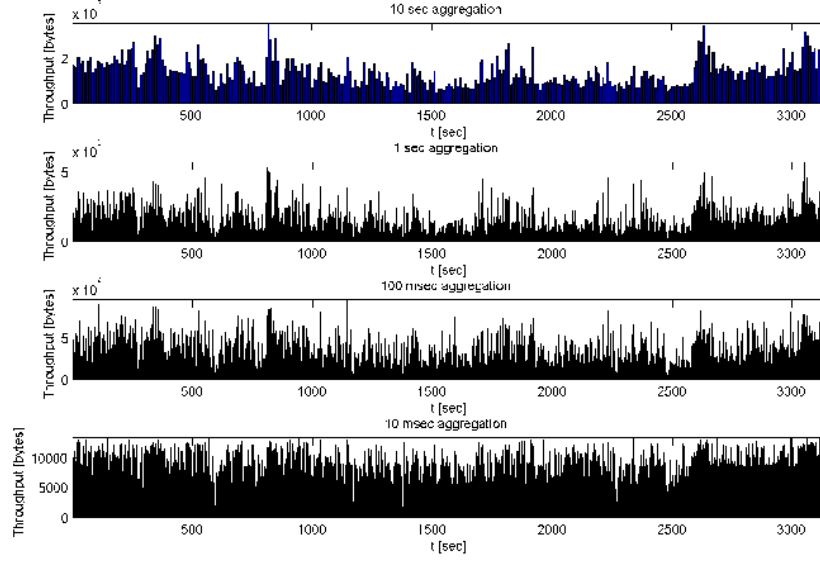 10 sec aggregation
x 10
Throughput [bytes]
2
0
500 1000 1500 2000 2500 3000
t [sec]
1 sec aggregation
x 10
Throughput [bytes]
5
0
500 1000 1500 2000 2500 3000
t [sec]
100 msec aggregation
x 10
Throughput [bytes]
5
0
500 1000 1500 2000 2500 3000
t [sec]
10 msec aggregation
Throughput [bytes]
10000
5000
0
500 1000 1500 2000 2500 3000
t [sec]